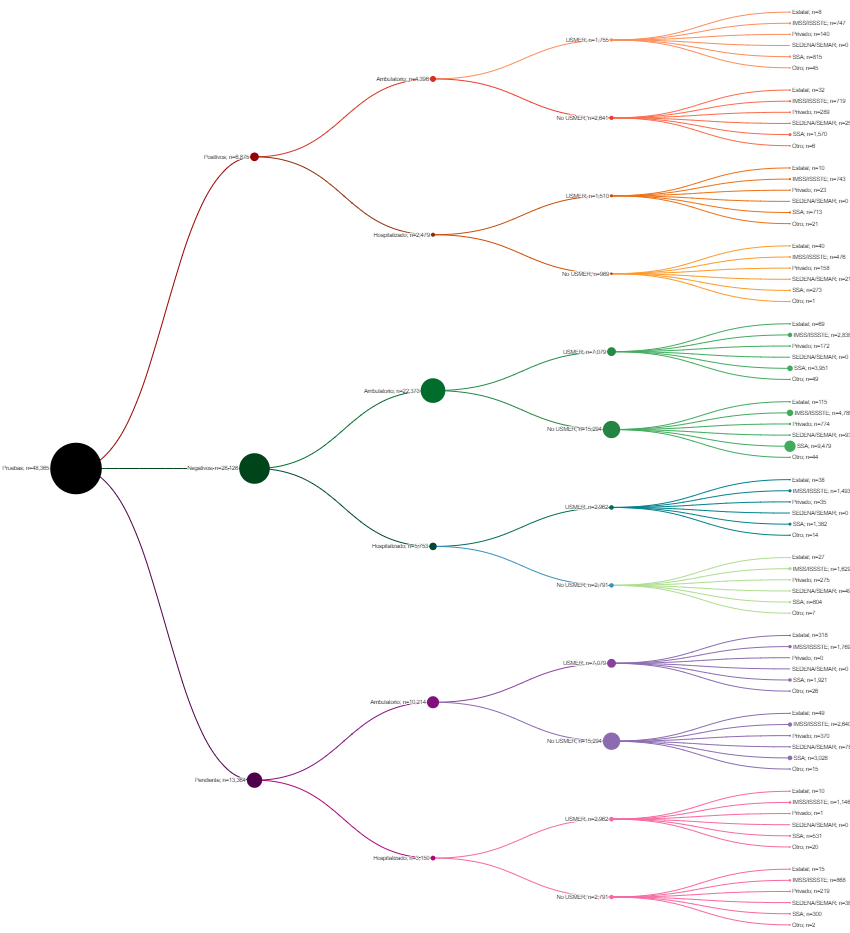 Estatal; n=8
IMSS/ISSSTE; n=747
Privado; n=140
USMER; n=1,755
SEDENA/SEMAR; n=0
SSA; n=815
Otro; n=45
Ambulatorio; n=4,396
Estatal; n=32
IMSS/ISSSTE; n=719
Privado; n=289
No USMER; n=2,641
SEDENA/SEMAR; n=25
SSA; n=1,570
Otro; n=6
Positivos; n=6,875
Estatal; n=10
IMSS/ISSSTE; n=743
Privado; n=23
USMER; n=1,510
SEDENA/SEMAR; n=0
SSA; n=713
Otro; n=21
Hospitalizado; n=2,479
Estatal; n=40
IMSS/ISSSTE; n=476
Privado; n=158
No USMER; n=969
SEDENA/SEMAR; n=21
SSA; n=273
Otro; n=1
Estatal; n=69
IMSS/ISSSTE; n=2,838
Privado; n=172
USMER; n=7,079
SEDENA/SEMAR; n=0
SSA; n=3,951
Otro; n=49
Ambulatorio; n=22,373
Estatal; n=115
IMSS/ISSSTE; n=4,789
Privado; n=774
No USMER; n=15,294
SEDENA/SEMAR; n=93
SSA; n=9,479
Otro; n=44
Pruebas; n=48,385
Negativos; n=28,126
Estatal; n=38
IMSS/ISSSTE; n=1,493
Privado; n=35
USMER; n=2,962
SEDENA/SEMAR; n=0
SSA; n=1,382
Otro; n=14
Hospitalizado; n=5,753
Estatal; n=27
IMSS/ISSSTE; n=1,629
Privado; n=275
No USMER; n=2,791
SEDENA/SEMAR; n=49
SSA; n=804
Otro; n=7
Estatal; n=318
IMSS/ISSSTE; n=1,769
Privado; n=0
USMER; n=7,079
SEDENA/SEMAR; n=0
SSA; n=1,921
Otro; n=26
Ambulatorio; n=10,214
Estatal; n=49
IMSS/ISSSTE; n=2,640
Privado; n=370
No USMER; n=15,294
SEDENA/SEMAR; n=78
SSA; n=3,028
Otro; n=15
Pendiente; n=13,364
Estatal; n=10
IMSS/ISSSTE; n=1,146
Privado; n=1
USMER; n=2,962
SEDENA/SEMAR; n=0
SSA; n=531
Otro; n=20
Hospitalizado; n=3,150
Estatal; n=15
IMSS/ISSSTE; n=868
Privado; n=219
No USMER; n=2,791
SEDENA/SEMAR; n=38
SSA; n=300
Otro; n=2